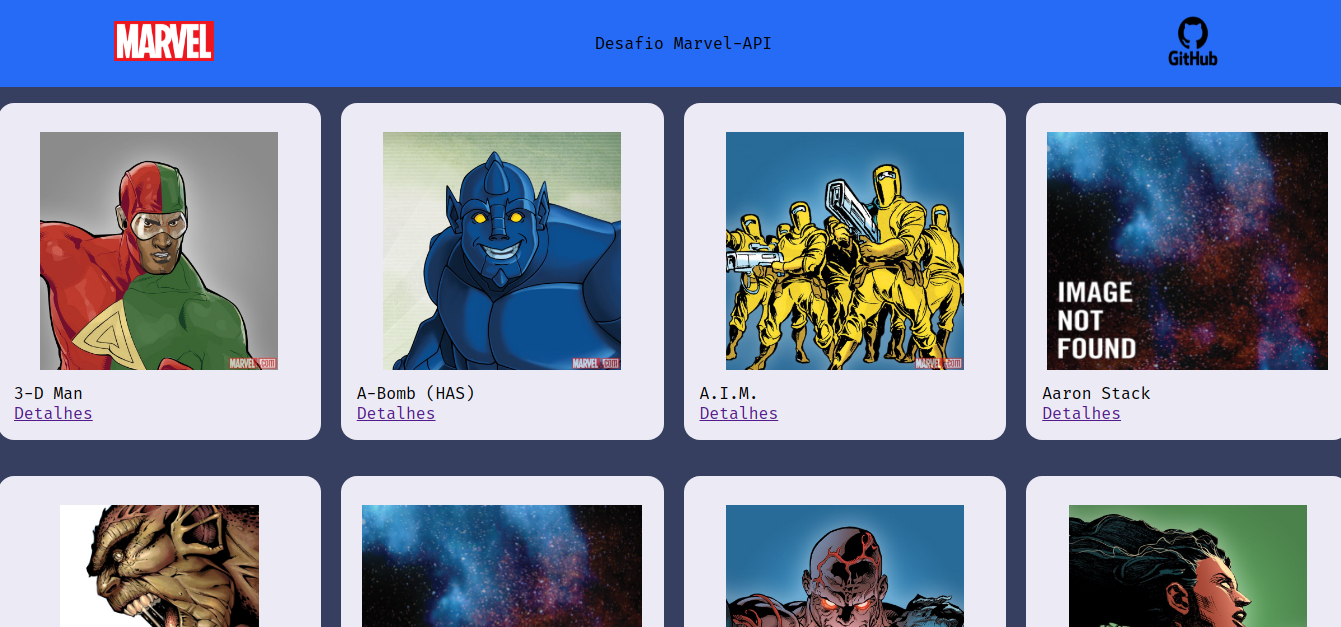 MARVEL
Desafio Marvel-API
GitHub
MARVEL .com
MARVEL .com
MARVEL .com
IMAGE
NOT
FOUND
3-D Man
A-Bomb (HAS)
A.I.M.
Aaron Stack
Detalhes
Detalhes
Detalhes
Detalhes